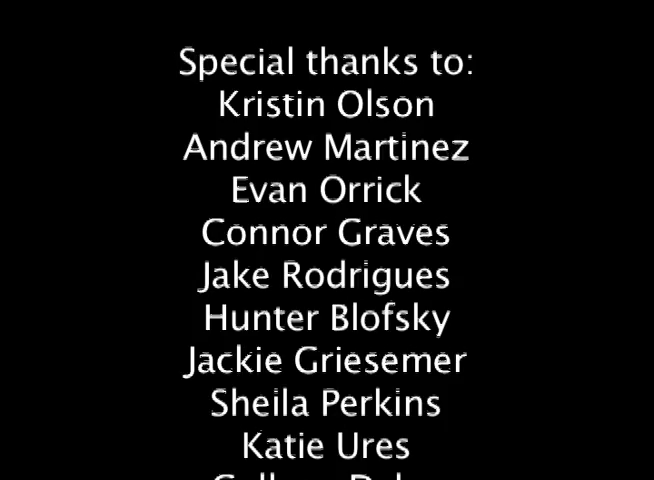 Special thanks to:
Kristin Olson
Andrew Martinez
Evan Orrick
Connor Graves
Jake Rodrigues
Hunter Blofsky
Jackie Griesemer
Sheila Perkins
Katie Ures